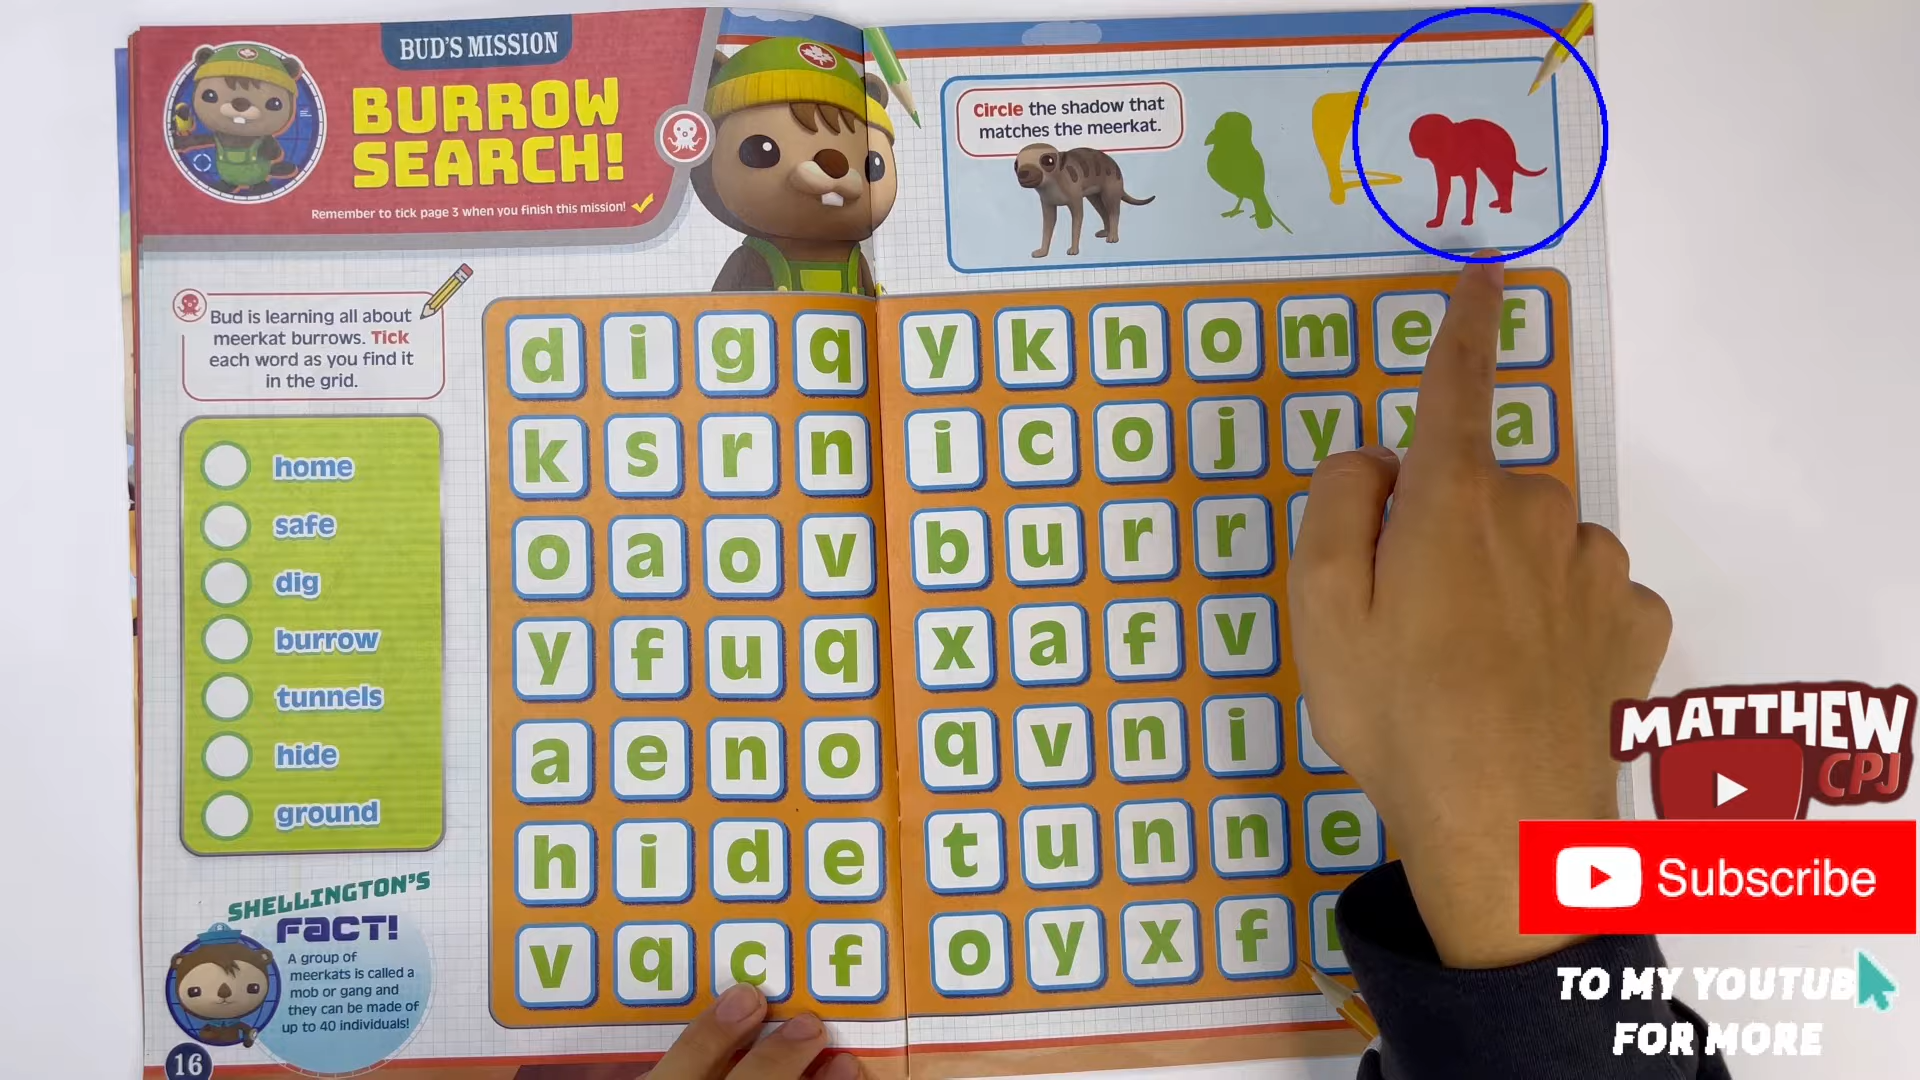 BUD'S MISSION
BURROW
SEARCH!
Remember to tick page 3 when you finish this mission!
Circle the shadow that
matches the meerkat.
Bud is learning all about
meerkat burrows. Tick
each word as you find it
in the grid.
home
safe
dig
burrow
tunnels
hide
ground
d i g q y k h o m e f
k s r n i c o j y x a
o a o v b u r r
y f u q x a f v
a e n o q v n i
h i d e t u n n e
v q c f o y x f
SHELLINGTON'S
FACT!
A group of
meerkats is called a
mob or gang and
they can be made of
up to 40 individuals!
16
MATTHEW
CPJ
Subscribe
TO MY YOUTUB
FOR MORE